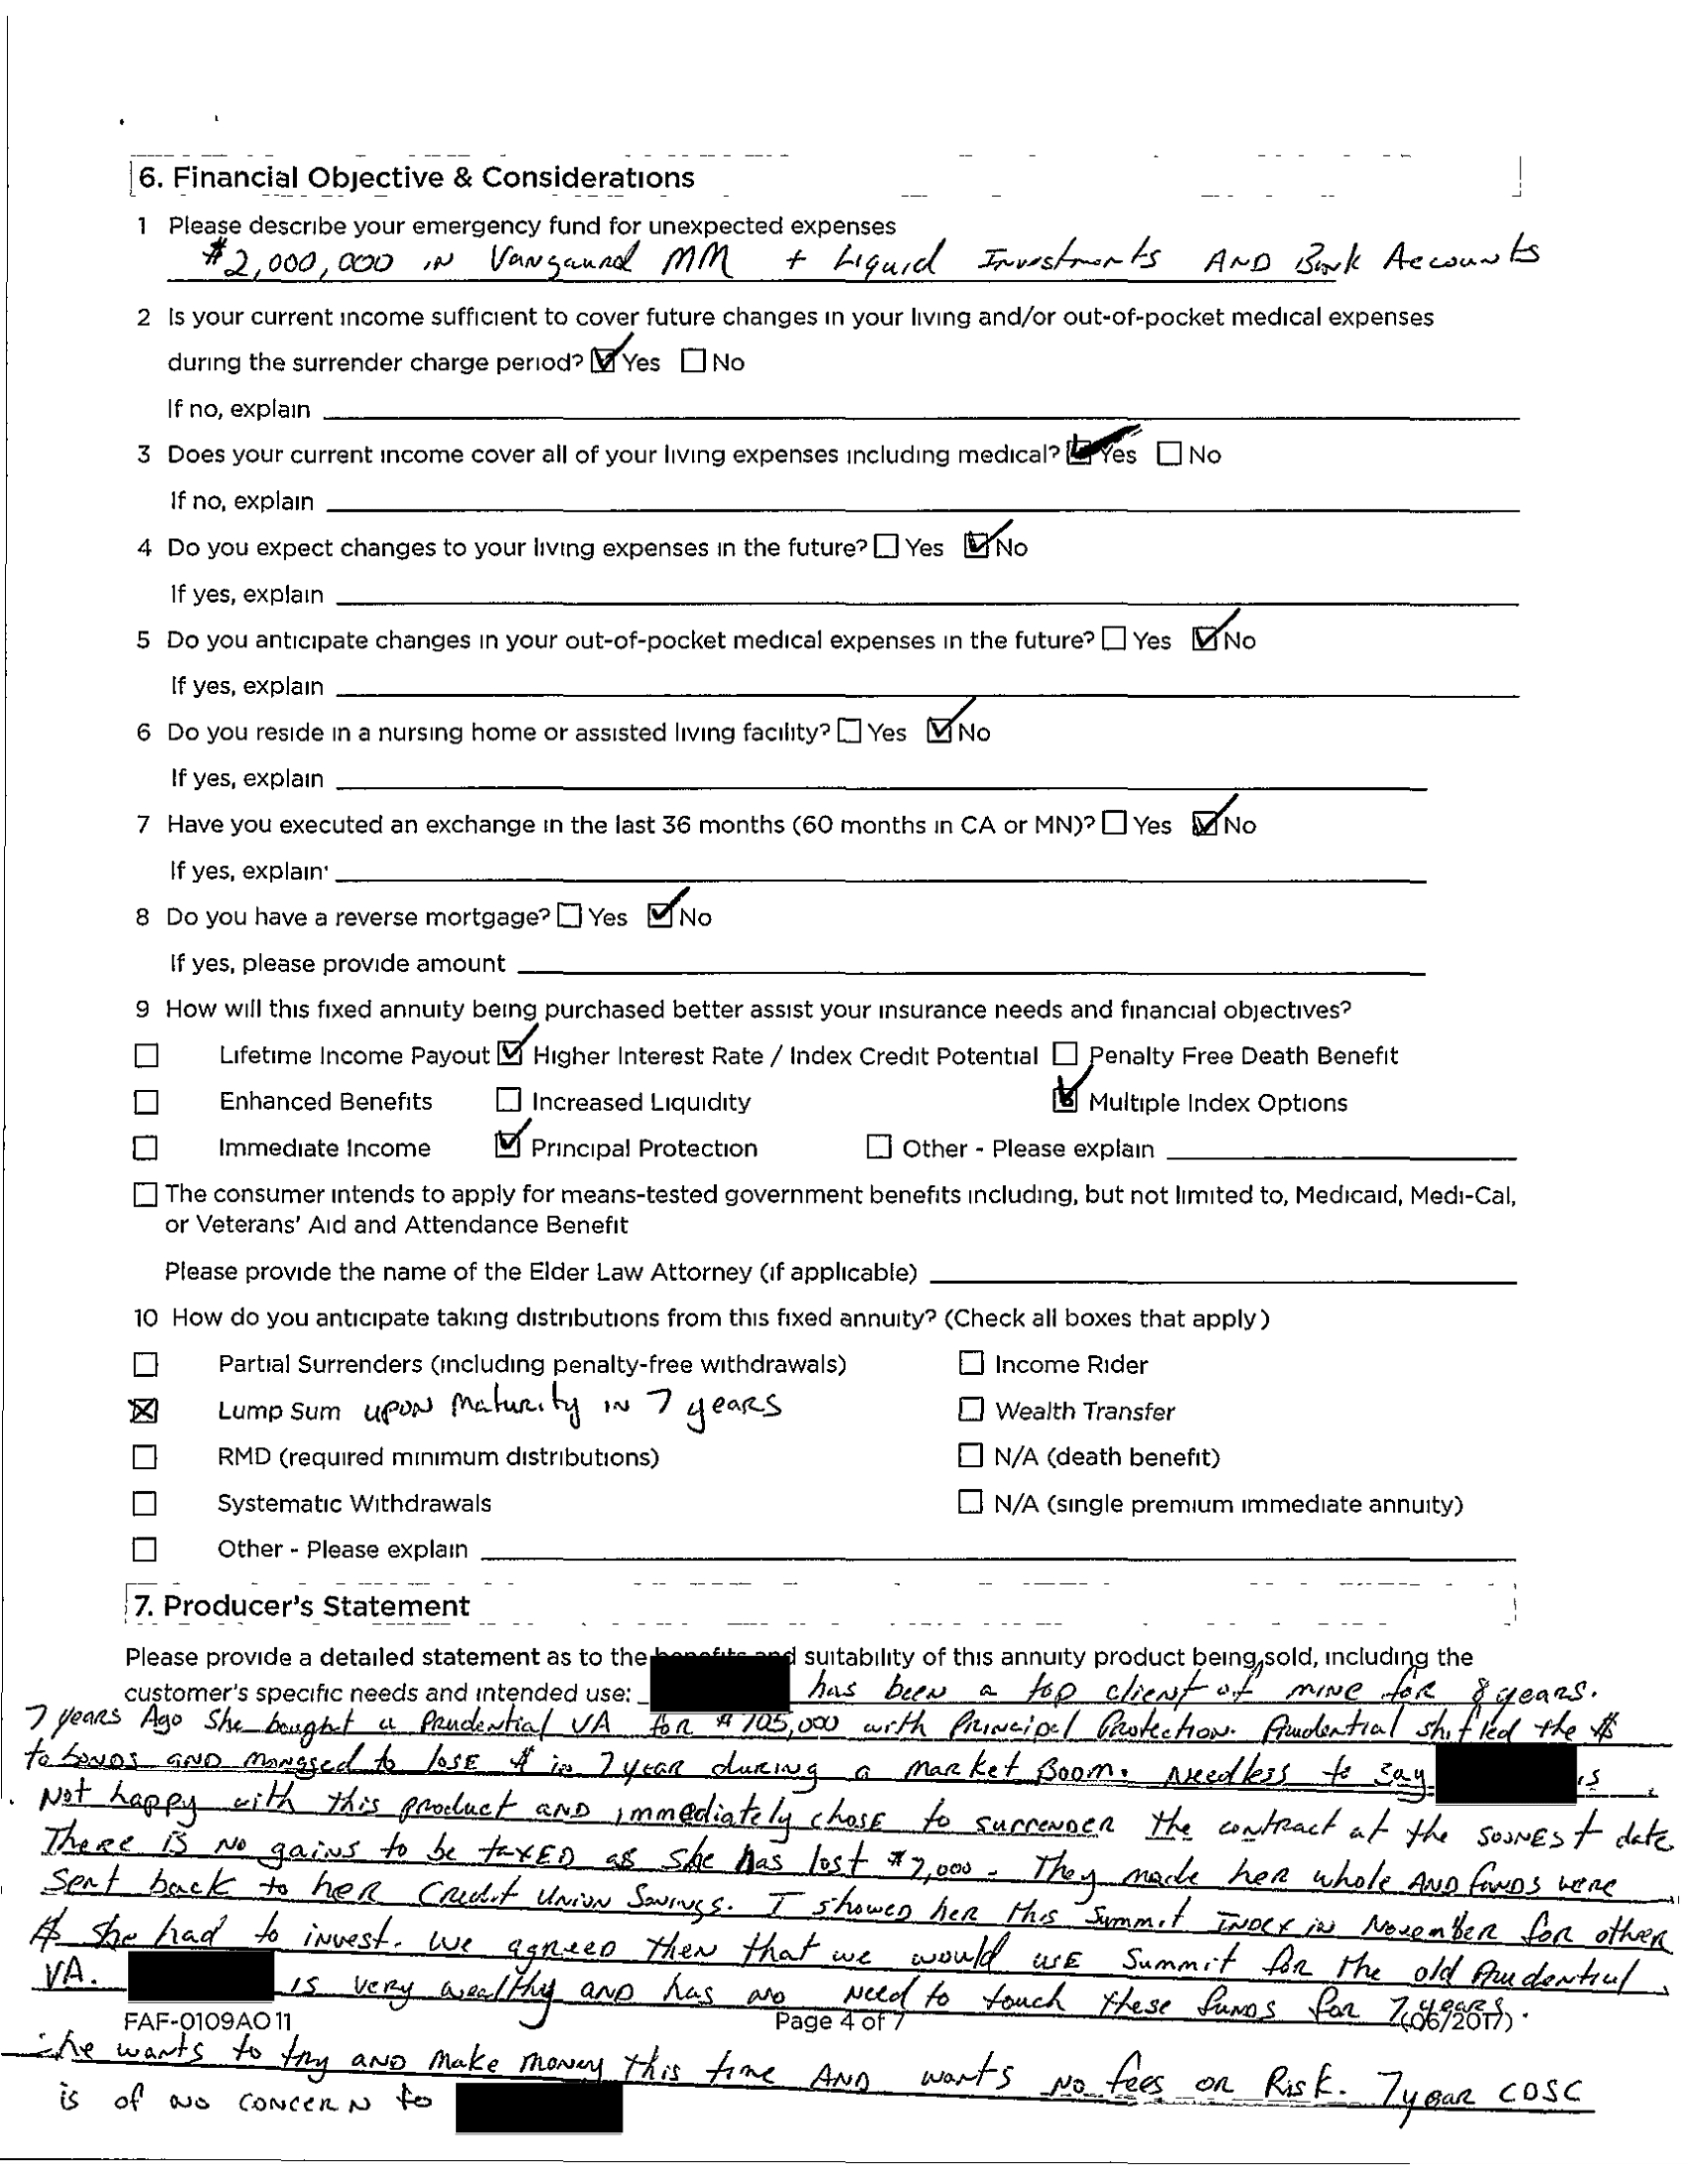 6. Financial Objective & Considerations
1 Please describe your emergency fund for unexpected expenses
$2,000,000 IN Vangaurd MM + Liquid Investments AND Bank Accounts
2 Is your current income sufficient to cover future changes in your living and/or out-of-pocket medical expenses
during the surrender charge period? ☑ Yes ☐ No
If no, explain
3 Does your current income cover all of your living expenses including medical? ☑ Yes ☐ No
If no, explain
4 Do you expect changes to your living expenses in the future? ☐ Yes ☑ No
If yes, explain
5 Do you anticipate changes in your out-of-pocket medical expenses in the future? ☐ Yes ☑ No
If yes, explain
6 Do you reside in a nursing home or assisted living facility? ☐ Yes ☑ No
If yes, explain
7 Have you executed an exchange in the last 36 months (60 months in CA or MN)? ☐ Yes ☑ No
If yes, explain
8 Do you have a reverse mortgage? ☐ Yes ☑ No
If yes, please provide amount
9 How will this fixed annuity being purchased better assist your insurance needs and financial objectives?
☐ Lifetime Income Payout ☑ Higher Interest Rate / Index Credit Potential ☐ Penalty Free Death Benefit
☐ Enhanced Benefits ☐ Increased Liquidity ☑ Multiple Index Options
☐ Immediate Income ☑ Principal Protection ☐ Other - Please explain
☐ The consumer intends to apply for means-tested government benefits including, but not limited to, Medicaid, Medi-Cal,
or Veterans' Aid and Attendance Benefit
Please provide the name of the Elder Law Attorney (if applicable)
10 How do you anticipate taking distributions from this fixed annuity? (Check all boxes that apply)
☐ Partial Surrenders (including penalty-free withdrawals) ☐ Income Rider
☒ Lump Sum upon maturity in 7 years ☐ Wealth Transfer
☐ RMD (required minimum distributions) ☐ N/A (death benefit)
☐ Systematic Withdrawals ☐ N/A (single premium immediate annuity)
☐ Other - Please explain
7. Producer's Statement
Please provide a detailed statement as to the benefits and suitability of this annuity product being sold, including the
customer's specific needs and intended use: has been a top client of mine for 8 years.
7 years Ago she bought a Prudential VA for $705,000 with Principal Protection. Prudential shifted the $
to bonds AND managed to lose $ in 7 year during a market Boom. Needless to say is
Not happy with this product AND immediately chose to surrender the contract at the soonest date
There is no gains to be taxed as she has lost $7,000 - They made her whole AND funds were
sent back to her Credit Union Savings. I showed her this Summit Index in November for other
$ she had to invest. We agreed then that we would use Summit for the old Prudential
VA. is very wealthy and has no need to touch these funds for 7 years.
FAF-0109AO 11 Page 4 of 7 (06/2017)
she wants to try AND make money this time AND wants no fees or Risk. 7 year CDSC
is of no concern to